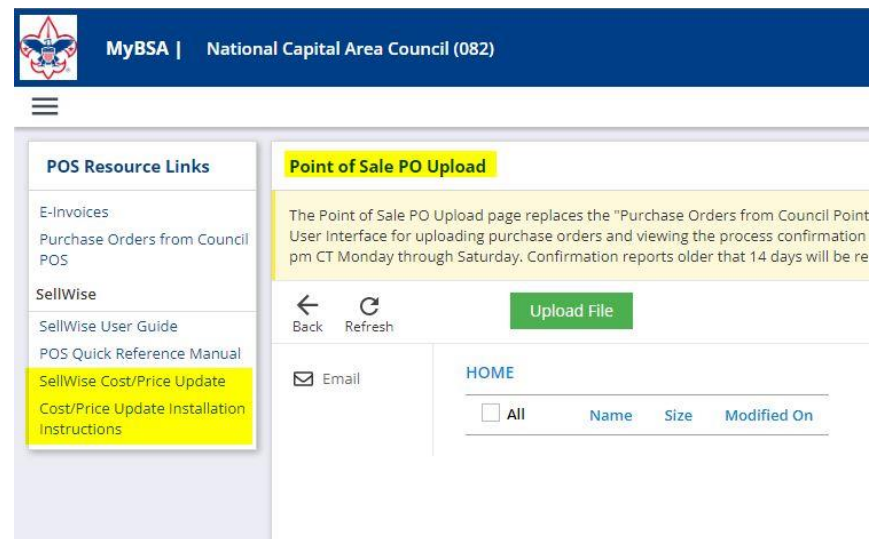 MyBSA | National Capital Area Council (082)
POS Resource Links
E-Invoices
Purchase Orders from Council
POS
SellWise
SellWise User Guide
POS Quick Reference Manual
SellWise Cost/Price Update
Cost/Price Update Installation
Instructions
Point of Sale PO Upload
The Point of Sale PO Upload page replaces the "Purchase Orders from Council Point
User Interface for uploading purchase orders and viewing the process confirmation
pm CT Monday through Saturday. Confirmation reports older that 14 days will be re
Back Refresh
Upload File
Email
HOME
All Name Size Modified On